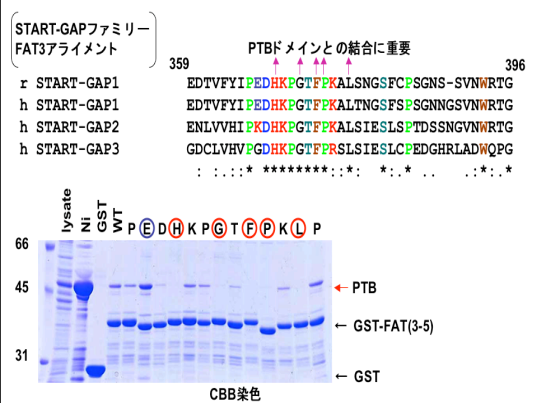 START-GAPファミリー
FAT3アライメント
PTBドメインとの結合に重要
359 396
r START-GAP1 EDTVFYIPEDHKPGTFPKALSNGSFCPSGNS-SVNWRTG
h START-GAP1 EDTVFYIPEDHKPGTFPKALTNGSFSPSGNNGSVNWRTG
h START-GAP2 ENLVVHIPKDHKPGTFPKALSIESLSPTDSSNGVNWRTG
h START-GAP3 GDCLVHVPGDHKPGTFPRSLSIESLCPEDGHRLADWQPG
: :.::* ********::* *:.* . .. :* *
lysate Ni GST WT P E D H K P G T F P K L P
66
45
31
← PTB
← GST-FAT(3-5)
← GST
CBB染色